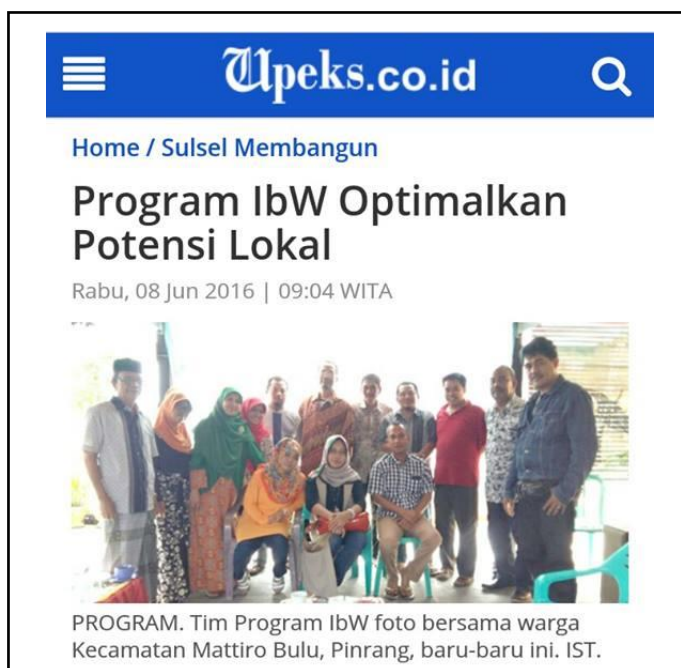 Upeks.co.id
Home / Sulsel Membangun
Program IbW Optimalkan
Potensi Lokal
Rabu, 08 Jun 2016 | 09:04 WITA
PROGRAM. Tim Program IbW foto bersama warga
Kecamatan Mattiro Bulu, Pinrang, baru-baru ini. IST.